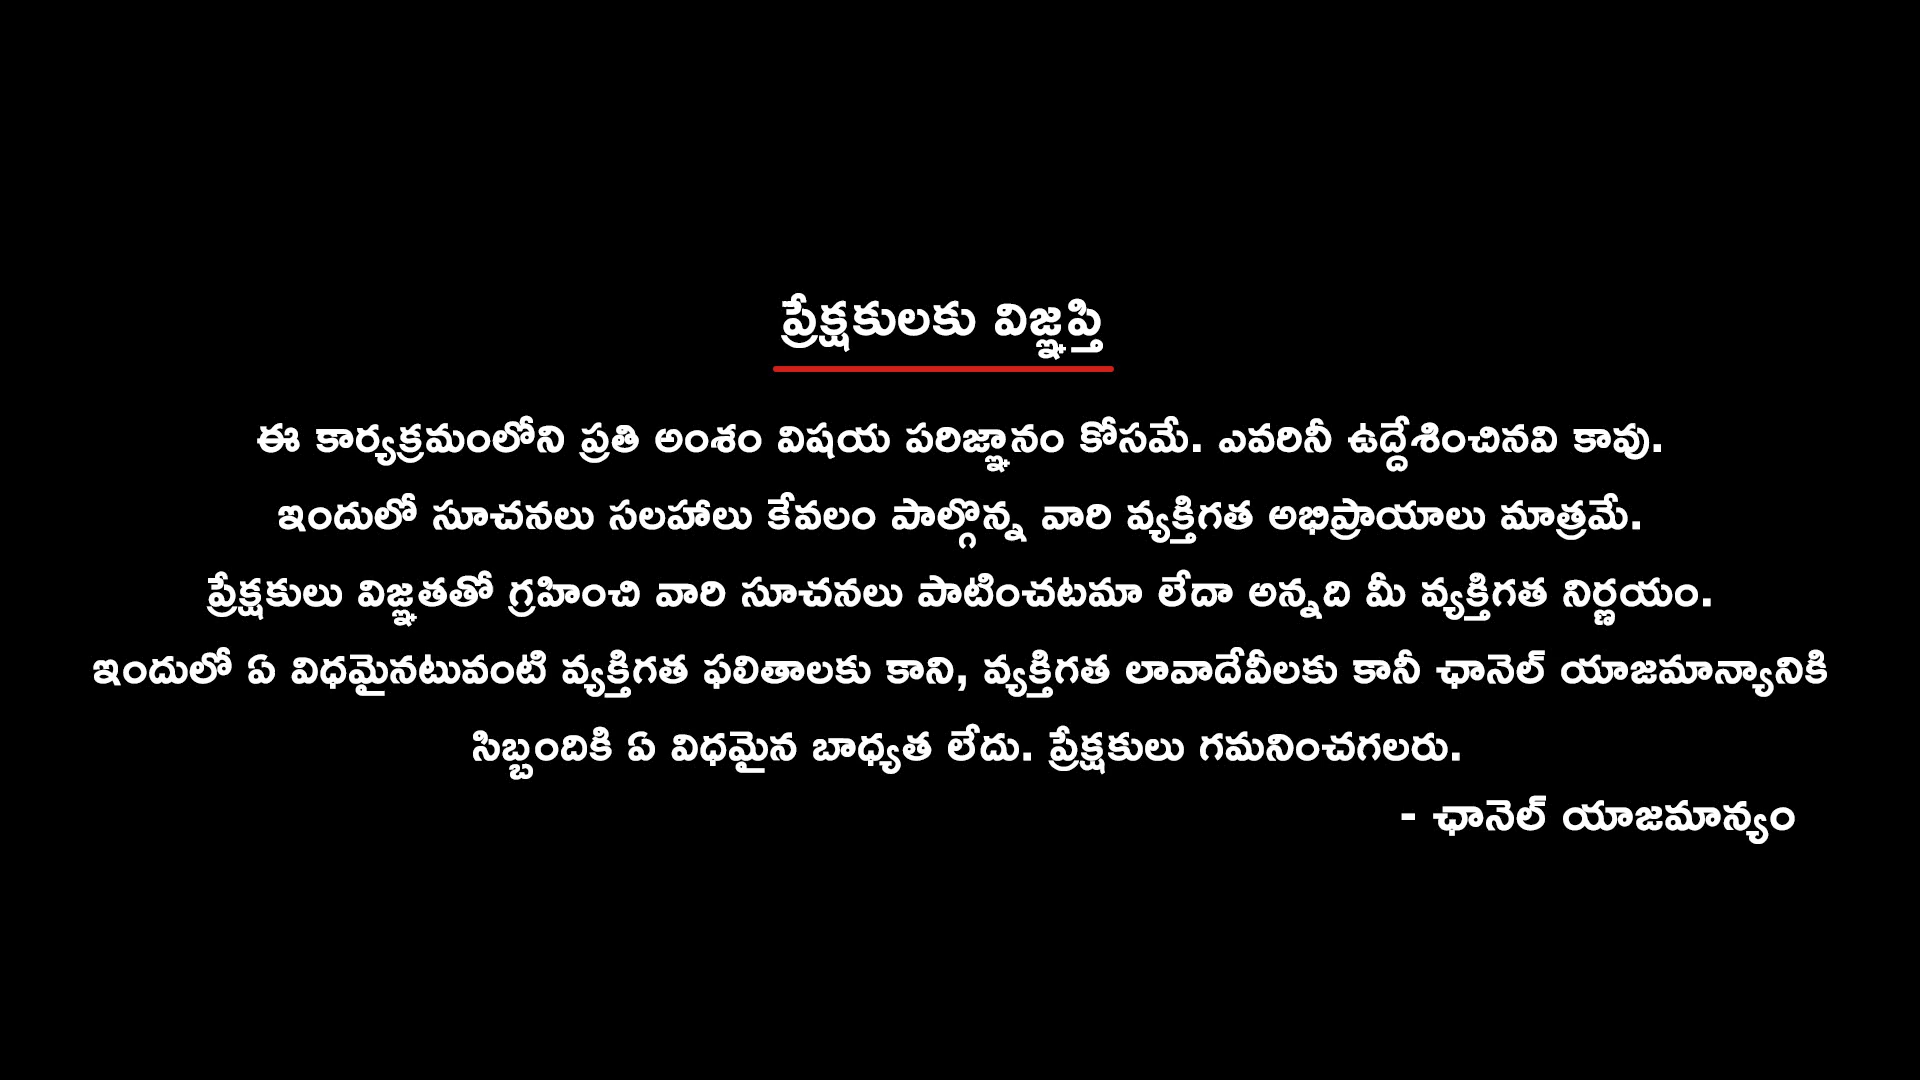 ప్రేక్షకులకు విజ్ఞప్తి
ఈ కార్యక్రమంలోని ప్రతి అంశం విషయ పరిజ్ఞానం కోసమే. ఎవరినీ ఉద్దేశించినవి కావు.
ఇందులో సూచనలు సలహాలు కేవలం పాల్గొన్న వారి వ్యక్తిగత అభిప్రాయాలు మాత్రమే.
ప్రేక్షకులు విజ్ఞతతో గ్రహించి వారి సూచనలు పాటించటమా లేదా అన్నది మీ వ్యక్తిగత నిర్ణయం.
ఇందులో ఏ విధమైనటువంటి వ్యక్తిగత ఫలితాలకు కాని, వ్యక్తిగత లావాదేవీలకు కానీ ఛానెల్ యాజమాన్యానికి
సిబ్బందికి ఏ విధమైన బాధ్యత లేదు. ప్రేక్షకులు గమనించగలరు.
- ఛానెల్ యాజమాన్యం